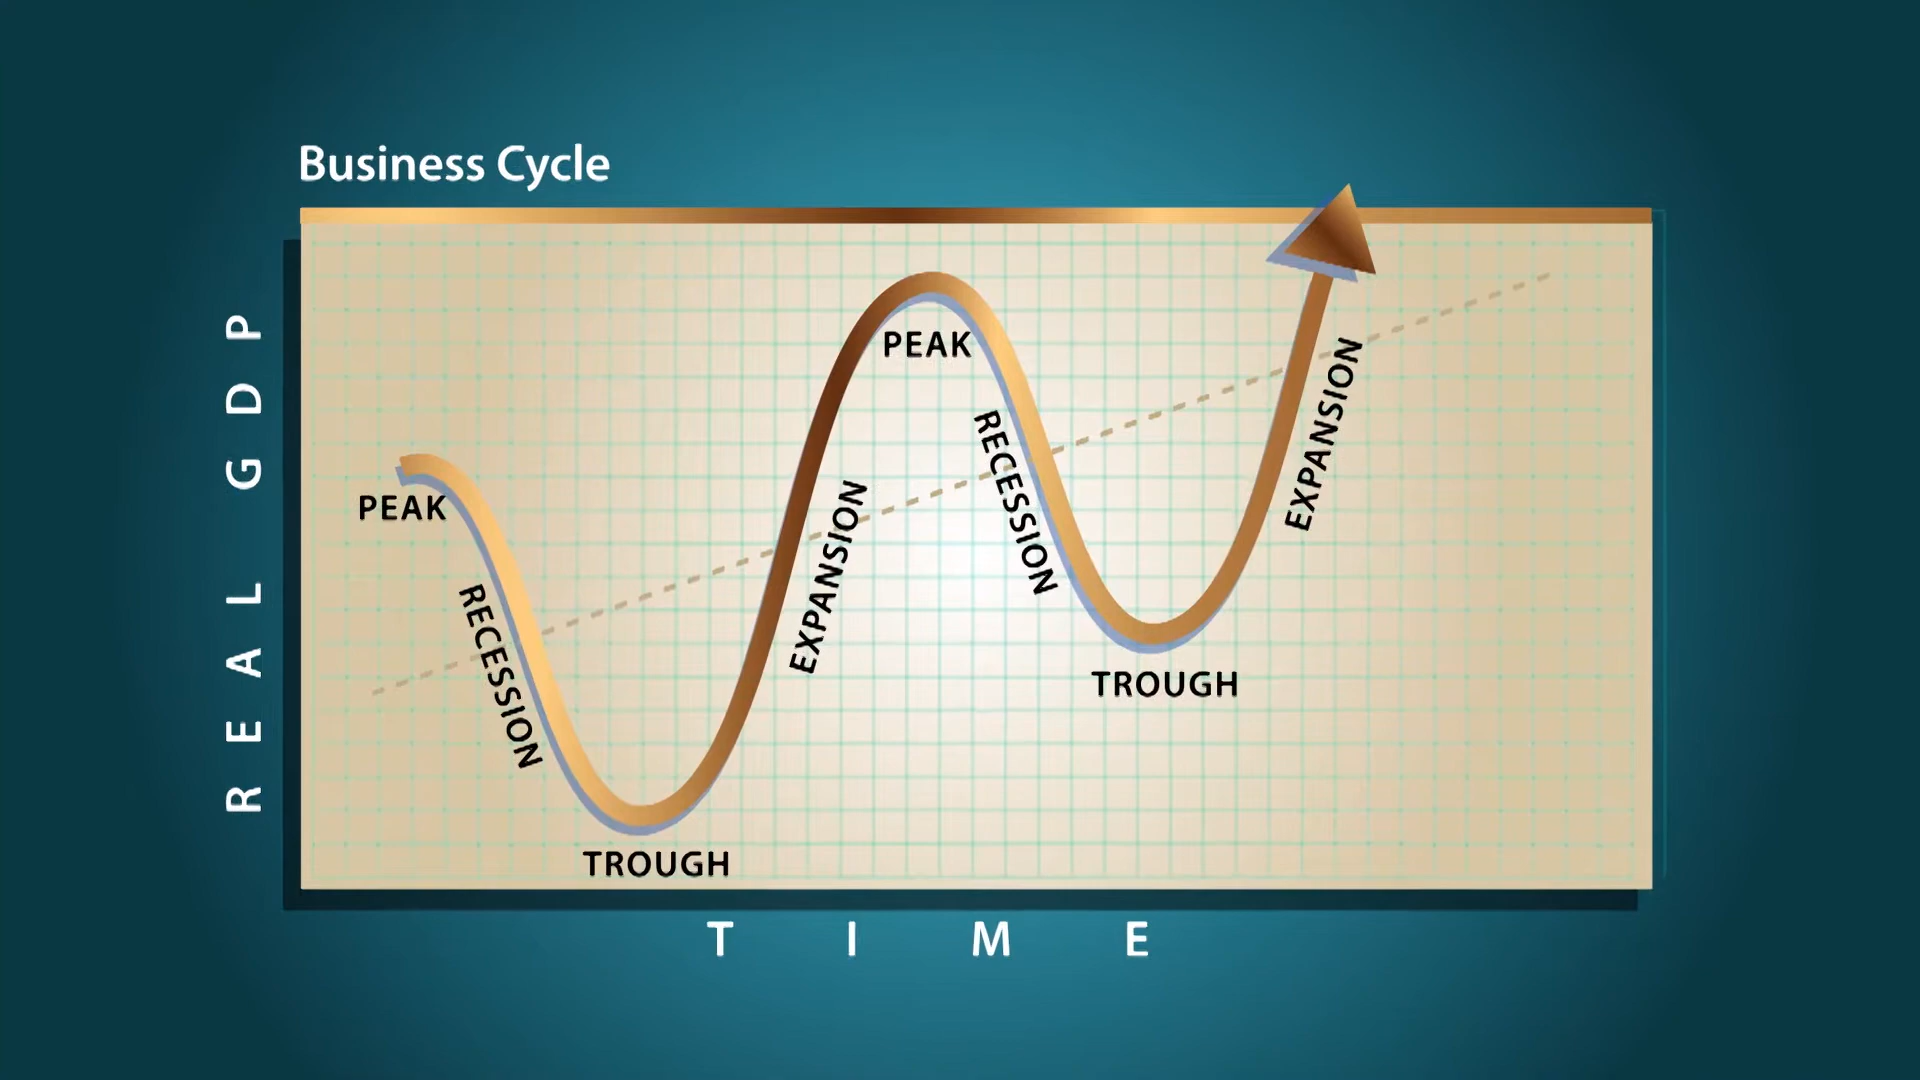 Business Cycle
REAL GDP
PEAK
RECESSION
TROUGH
EXPANSION
PEAK
RECESSION
TROUGH
EXPANSION
TIME